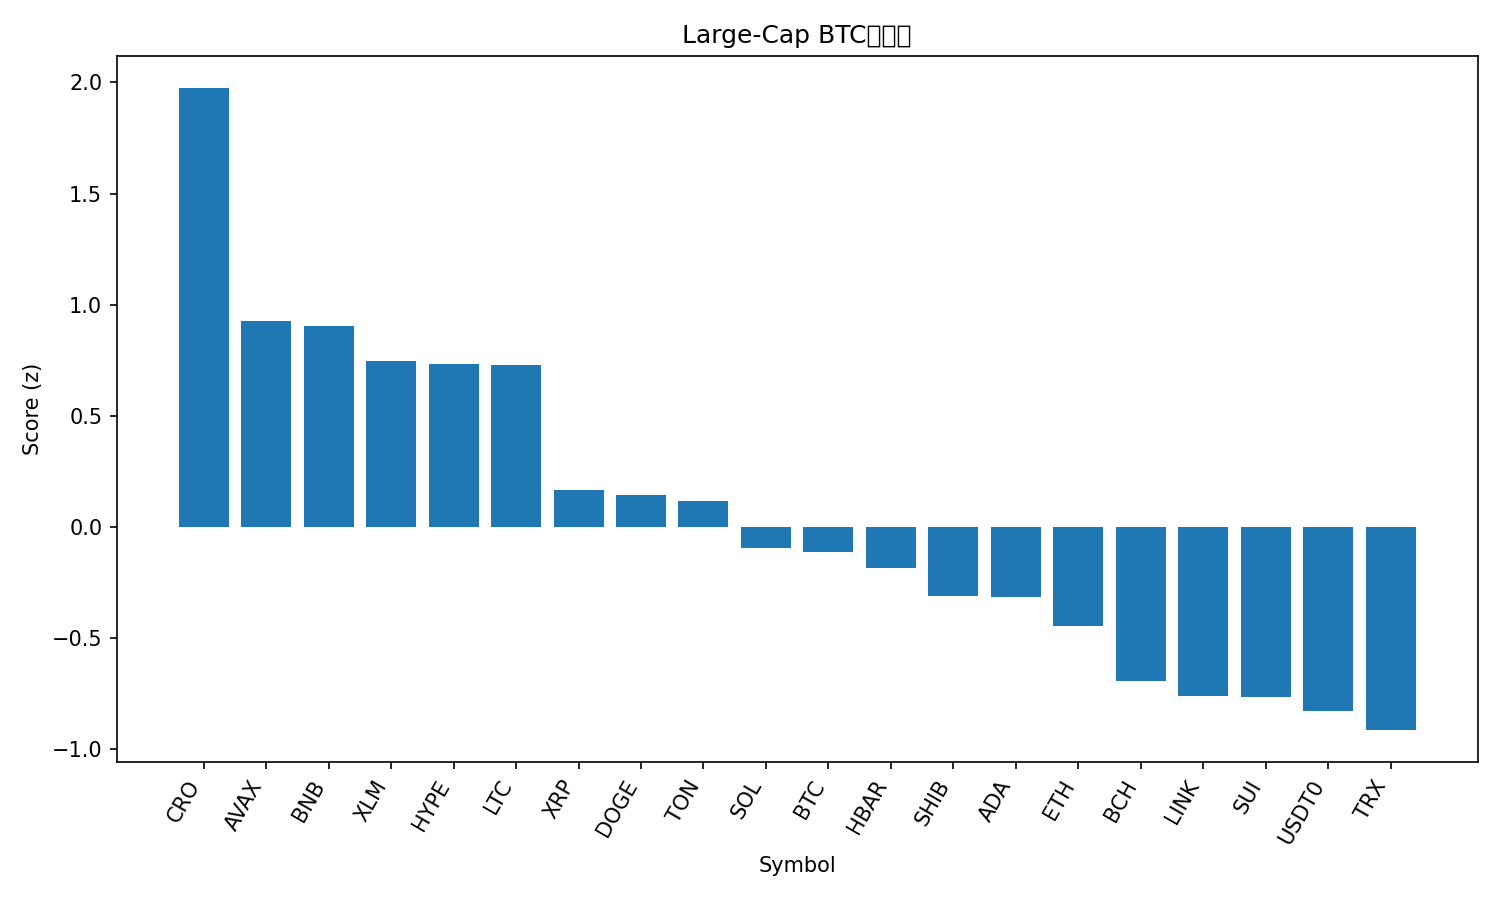 Large-Cap BTC
2.0
1.5
1.0
0.5
0.0
−0.5
−1.0
Score (z)
CRO
AVAX
BNB
XLM
HYPE
LTC
XRP
DOGE
TON
SOL
BTC
HBAR
SHIB
ADA
ETH
BCH
LINK
SUI
USDT0
TRX
Symbol